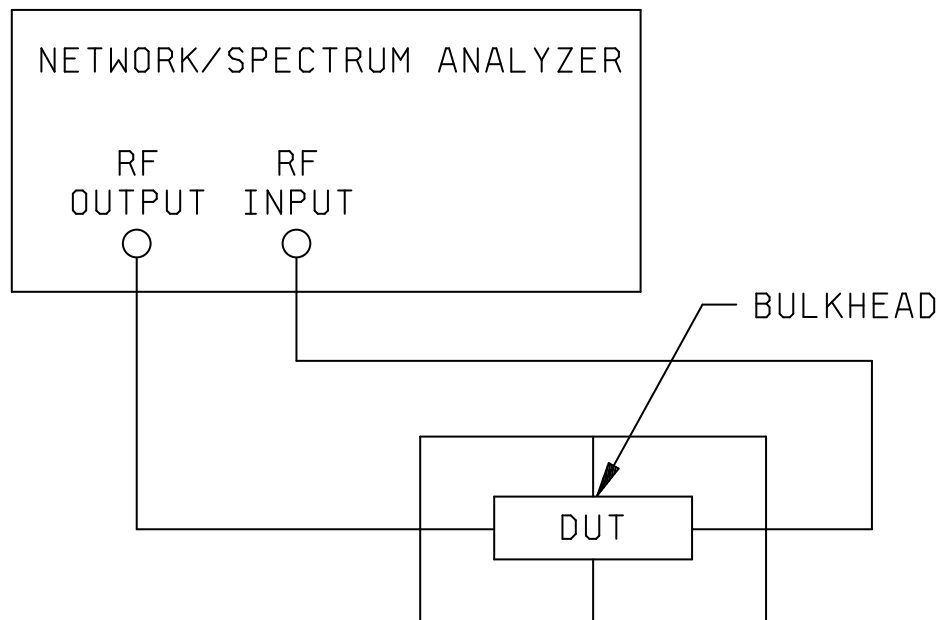 NETWORK/SPECTRUM ANALYZER
RF
OUTPUT
RF
INPUT
BULKHEAD
DUT